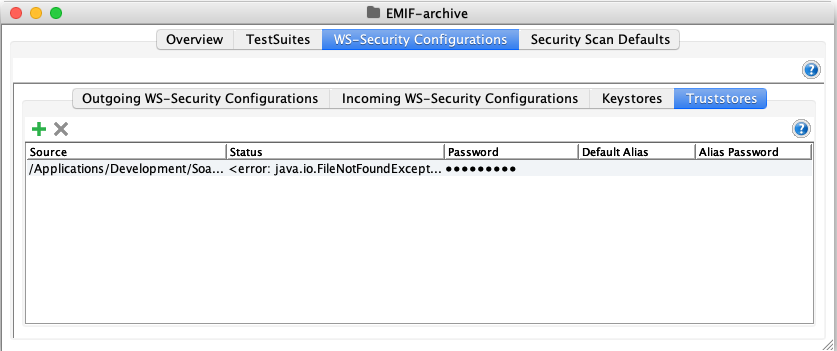 EMIF-archive
Overview TestSuites WS-Security Configurations Security Scan Defaults
?
Outgoing WS-Security Configurations Incoming WS-Security Configurations Keystores Truststores
?
Source Status Password Default Alias Alias Password
/Applications/Development/Soa... <error: java.io.FileNotFoundExcept... •••••••••